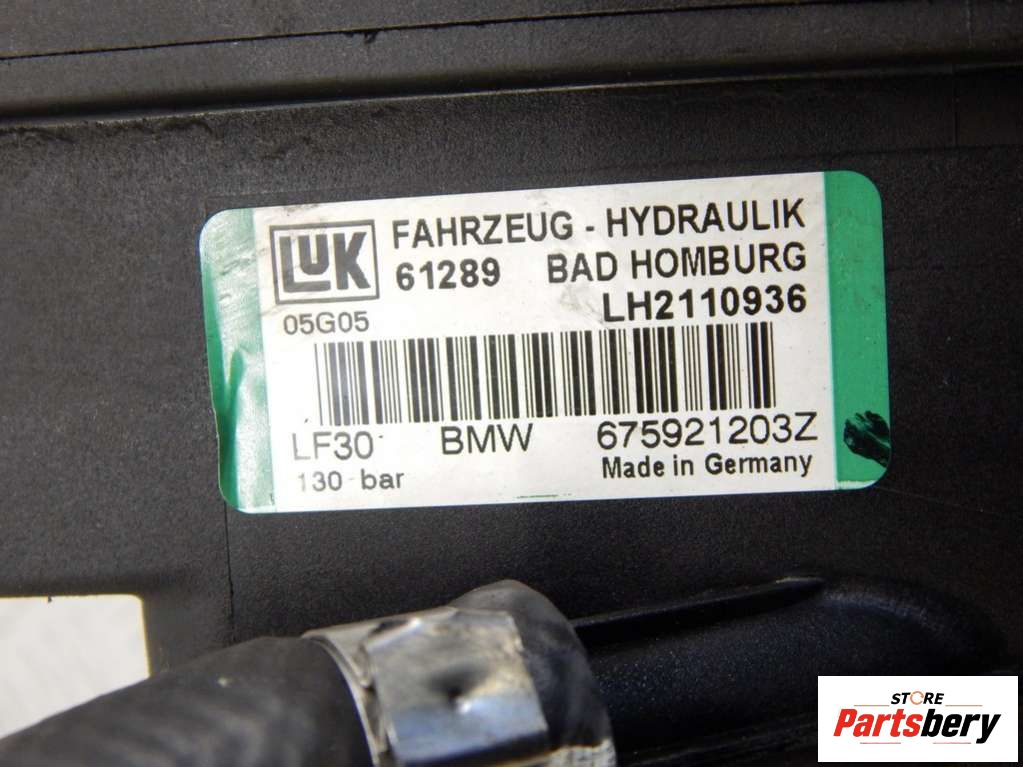 LUK FAHRZEUG - HYDRAULIK
61289 BAD HOMBURG
05G05 LH2110936
LF30 BMW 675921203Z
130 bar Made in Germany
STORE
Partsbery